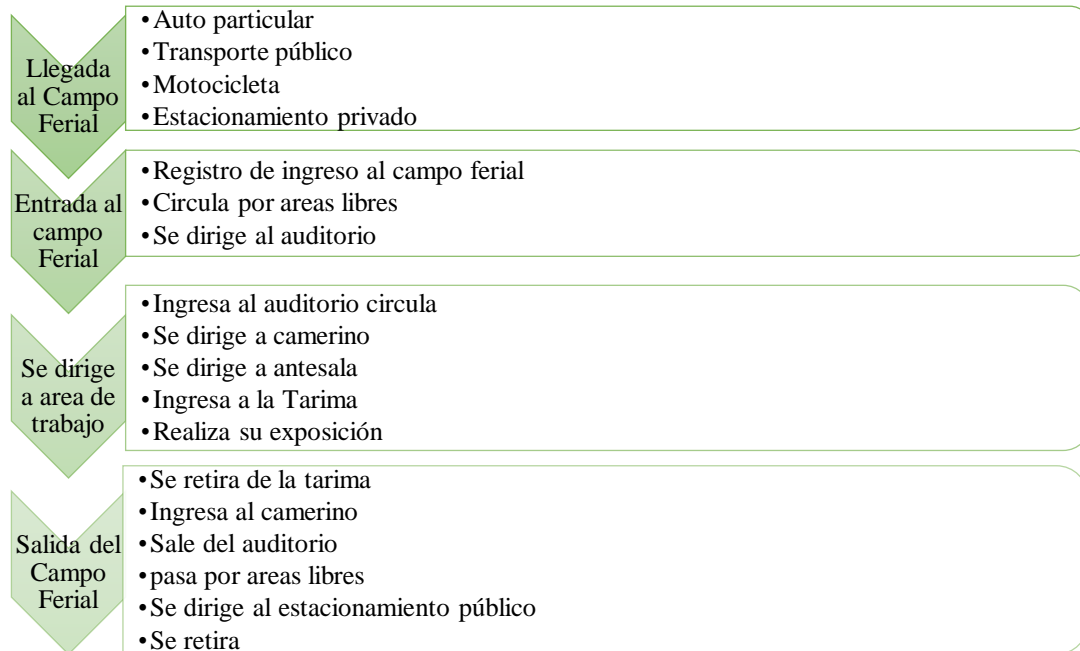 Llegada
al Campo
Ferial
•Auto particular
•Transporte público
•Motocicleta
•Estacionamiento privado
Entrada al
campo
Ferial
•Registro de ingreso al campo ferial
•Circula por areas libres
•Se dirige al auditorio
Se dirige
a area de
trabajo
•Ingresa al auditorio circula
•Se dirige a camerino
•Se dirige a antesala
•Ingresa a la Tarima
•Realiza su exposición
Salida del
Campo
Ferial
•Se retira de la tarima
•Ingresa al camerino
•Sale del auditorio
•pasa por areas libres
•Se dirige al estacionamiento público
•Se retira